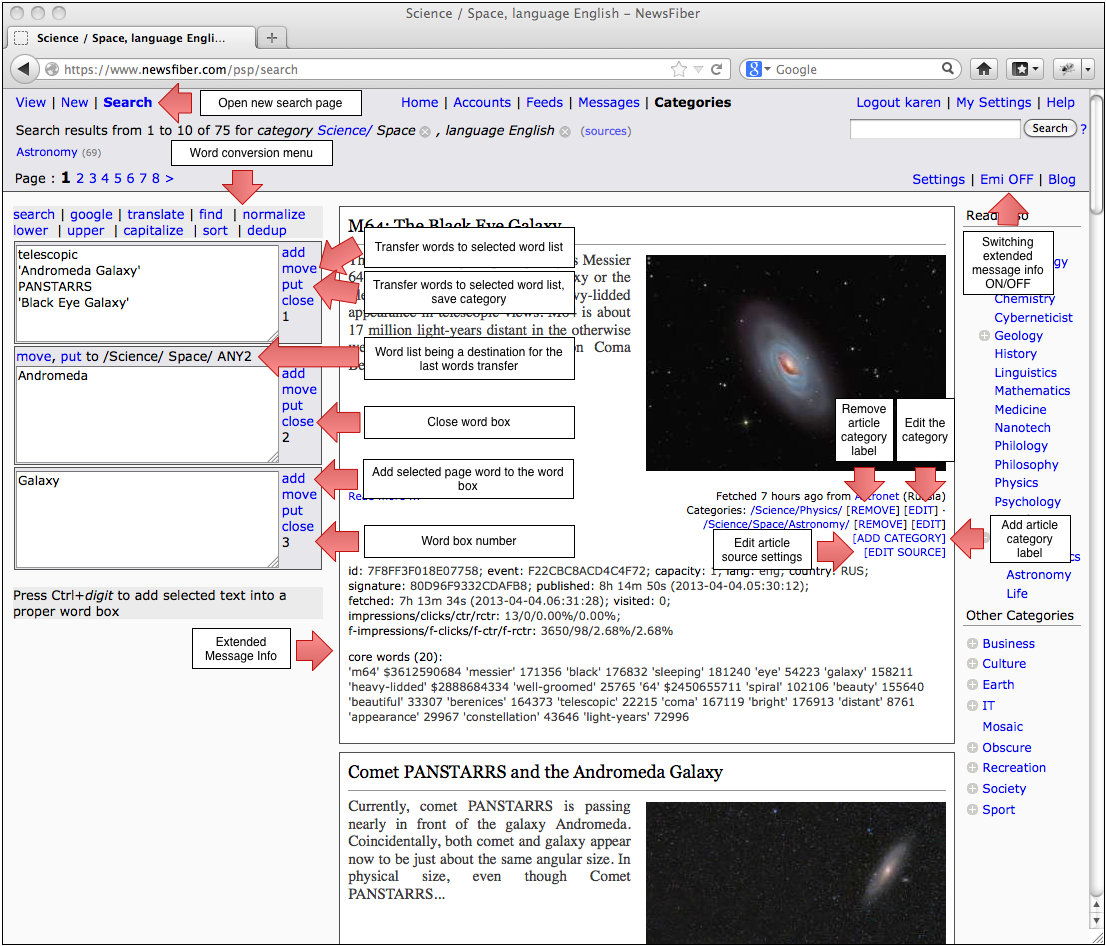 Science / Space, language English – NewsFiber
Science / Space, language Engli...
https://www.newsfiber.com/psp/search
Google
View | New | Search
Open new search page
Home | Accounts | Feeds | Messages | Categories
Logout karen | My Settings | Help
Search results from 1 to 10 of 75 for category Science/ Space , language English (sources)
Search ?
Astronomy (69)
Word conversion menu
Page : 1 2 3 4 5 6 7 8 >
Settings | Emi OFF | Blog
search | google | translate | find | normalize
lower | upper | capitalize | sort | dedup
telescopic
'Andromeda Galaxy'
PANSTARRS
'Black Eye Galaxy'
add
move
put
close
1
move, put to /Science/ Space/ ANY2
Andromeda
add
move
put
close
2
Galaxy
add
move
put
close
3
Press Ctrl+digit to add selected text into a
proper word box
Transfer words to selected word list
Transfer words to selected word list,
save category
Word list being a destination for the
last words transfer
Close word box
Add selected page word to the word
box
Word box number
Extended
Message Info
M64: The Black Eye Galaxy
s Messier
xy or the
vy-lidded
appearance in telescopic views. M64 is about
17 million light-years distant in the otherwise
Coma
Remove
article
category
label
Edit the
category
Fetched 7 hours ago from Astronet (Russia)
Categories: /Science/Physics/ [REMOVE] [EDIT] ·
/Science/Space/Astronomy/ [REMOVE] [EDIT]
[ADD CATEGORY]
[EDIT SOURCE]
Edit article
source settings
Add article
category
label
id: 7F8FF3F018E07758; event: F22CBC8ACD4C4F72; capacity: 1; lang: eng; country: RUS;
signature: 80D96F9332CDAFB8; published: 8h 14m 50s (2013-04-04.05:30:12);
fetched: 7h 13m 34s (2013-04-04.06:31:28); visited: 0;
impressions/clicks/ctr/rctr: 13/0/0.00%/0.00%;
f-impressions/f-clicks/f-ctr/f-rctr: 3650/98/2.68%/2.68%
core words (20):
'm64' $3612590684 'messier' 171356 'black' 176832 'sleeping' 181240 'eye' 54223 'galaxy' 158211
'heavy-lidded' $2888684334 'well-groomed' 25765 '64' $2450655711 'spiral' 102106 'beauty' 155640
'beautiful' 33307 'berenices' 164373 'telescopic' 22215 'coma' 167119 'bright' 176913 'distant' 8761
'appearance' 29967 'constellation' 43646 'light-years' 72996
Comet PANSTARRS and the Andromeda Galaxy
Currently, comet PANSTARRS is passing
nearly in front of the galaxy Andromeda.
Coincidentally, both comet and galaxy appear
now to be just about the same angular size. In
physical size, even though Comet
PANSTARRS...
Read Also
Switching
extended
message info
ON/OFF
gy
Chemistry
Cyberneticist
Geology
History
Linguistics
Mathematics
Medicine
Nanotech
Philology
Philosophy
Physics
Psychology
cs
Astronomy
Life
Other Categories
Business
Culture
Earth
IT
Mosaic
Obscure
Recreation
Society
Sport